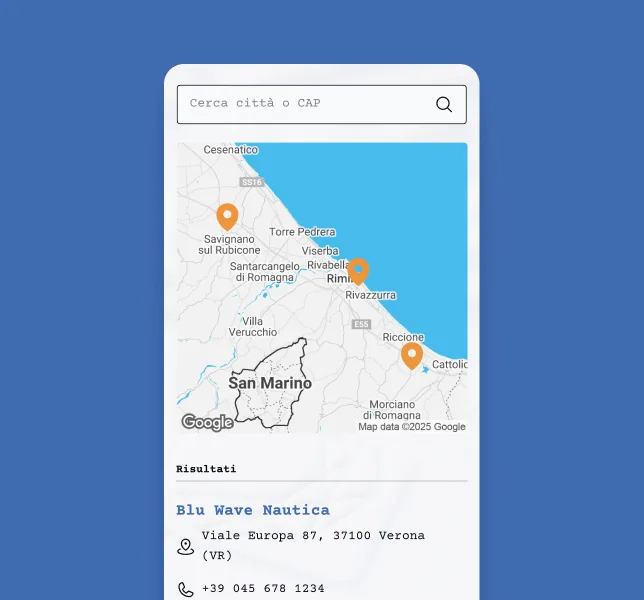 Cerca città o CAP
Cesenatico
SS16
Savignano
sul Rubicone
Torre Pedrera
Viserba
Rivabella
Santarcangelo
di Romagna
Rivazzurra
Villa
Verucchio
E55
Riccione
Cattolic
San Marino
Morciano
di Romagna
Google
Map data ©2025 Google
Risultati
Blu Wave Nautica
Viale Europa 87, 37100 Verona
(VR)
+39 045 678 1234